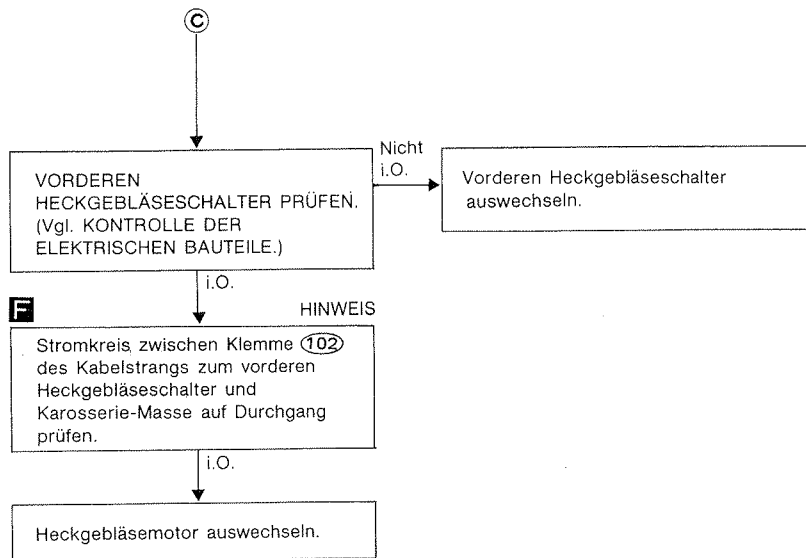 C
VORDEREN
HECKGEBLÄSESCHALTER PRÜFEN.
(Vgl. KONTROLLE DER
ELEKTRISCHEN BAUTEILE.)
Nicht
i.O.
Vorderen Heckgebläseschalter
auswechseln.
i.O.
F HINWEIS
Stromkreis zwischen Klemme 102
des Kabelstrangs zum vorderen
Heckgebläseschalter und
Karosserie-Masse auf Durchgang
prüfen.
i.O.
Heckgebläsemotor auswechseln.